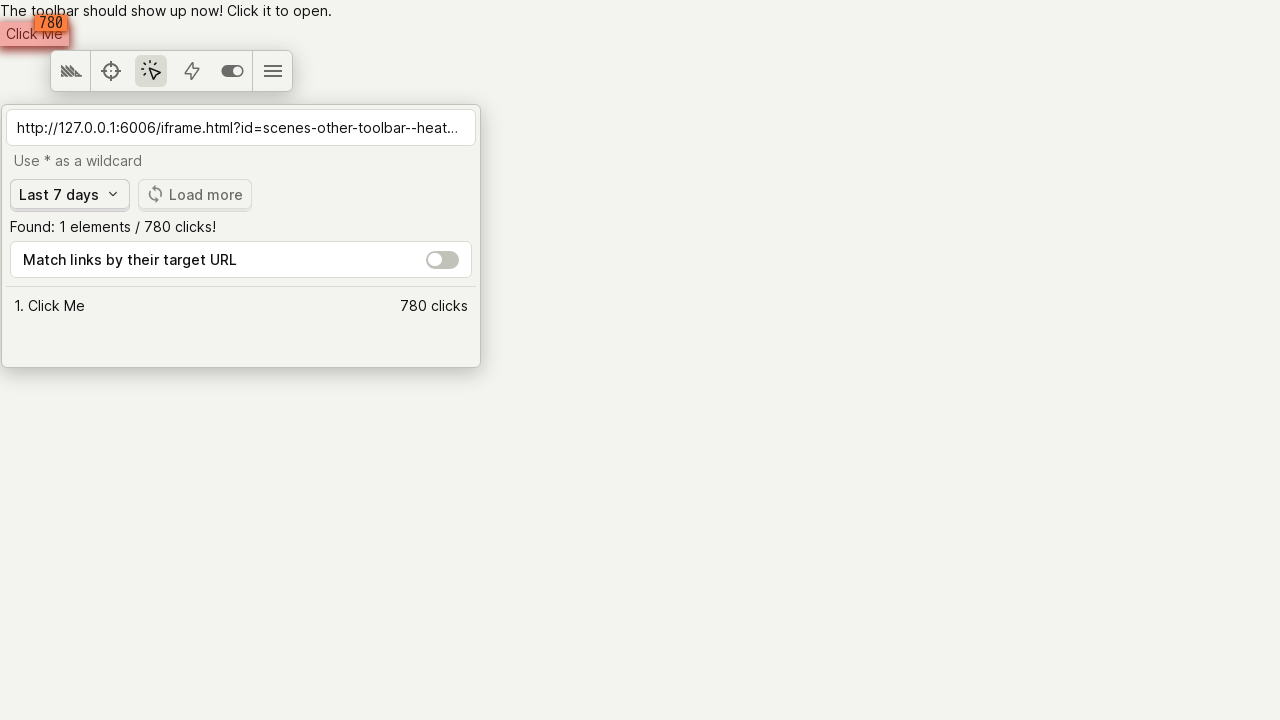 The toolbar should show up now! Click it to open.
780
Click Me
http://127.0.0.1:6006/iframe.html?id=scenes-other-toolbar--heat...
Use * as a wildcard
Last 7 days
Load more
Found: 1 elements / 780 clicks!
Match links by their target URL
1. Click Me 780 clicks